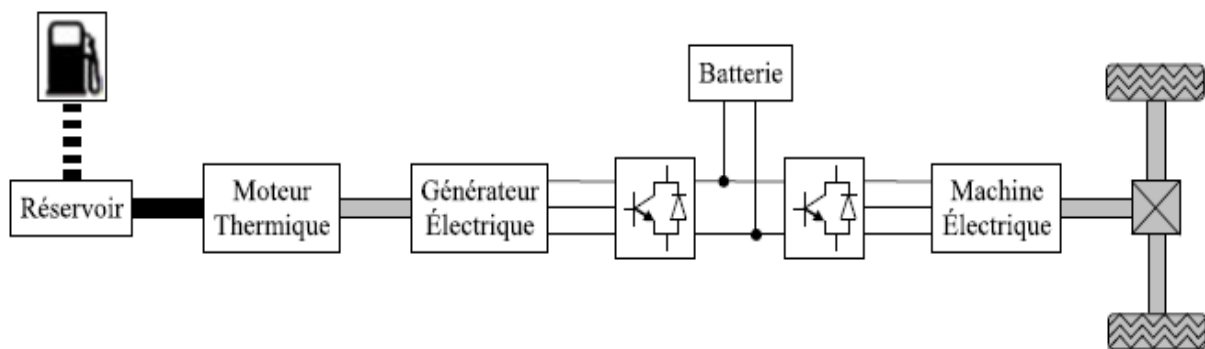 Batterie
Réservoir
Moteur
Thermique
Générateur
Électrique
Machine
Électrique